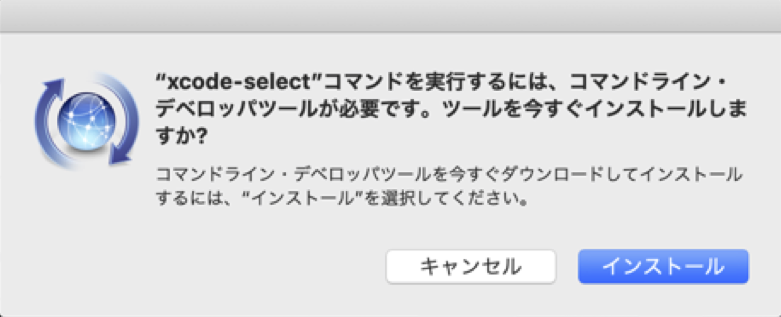 “xcode-select”コマンドを実行するには、コマンドライン・
デベロッパツールが必要です。ツールを今すぐインストールしま
すか?
コマンドライン・デベロッパツールを今すぐダウンロードしてインストール
するには、“インストール”を選択してください。
キャンセル
インストール